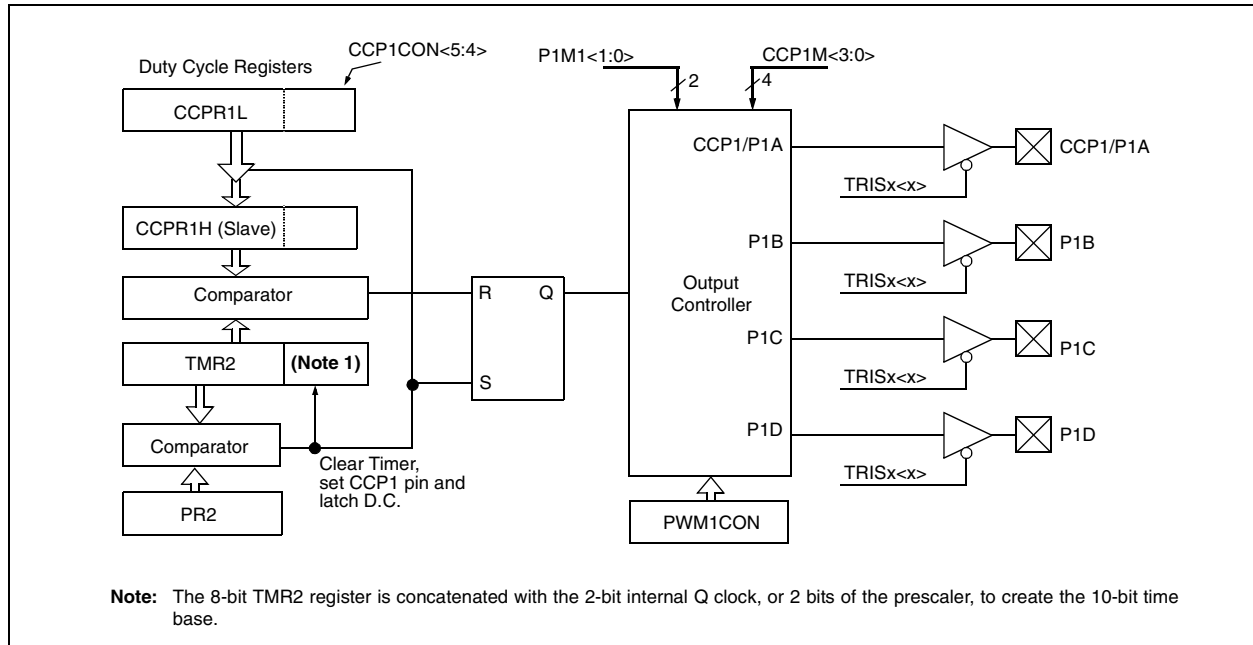 CCP1CON<5:4>
Duty Cycle Registers
CCPR1L
CCPR1H (Slave)
Comparator
TMR2
(Note 1)
Comparator
PR2
Clear Timer,
set CCP1 pin and
latch D.C.
R
Q
S
P1M1<1:0>
2
CCP1M<3:0>
4
CCP1/P1A
P1B
Output
Controller
P1C
P1D
PWM1CON
TRISx<x>
CCP1/P1A
TRISx<x>
P1B
TRISx<x>
P1C
TRISx<x>
P1D
Note: The 8-bit TMR2 register is concatenated with the 2-bit internal Q clock, or 2 bits of the prescaler, to create the 10-bit time
base.